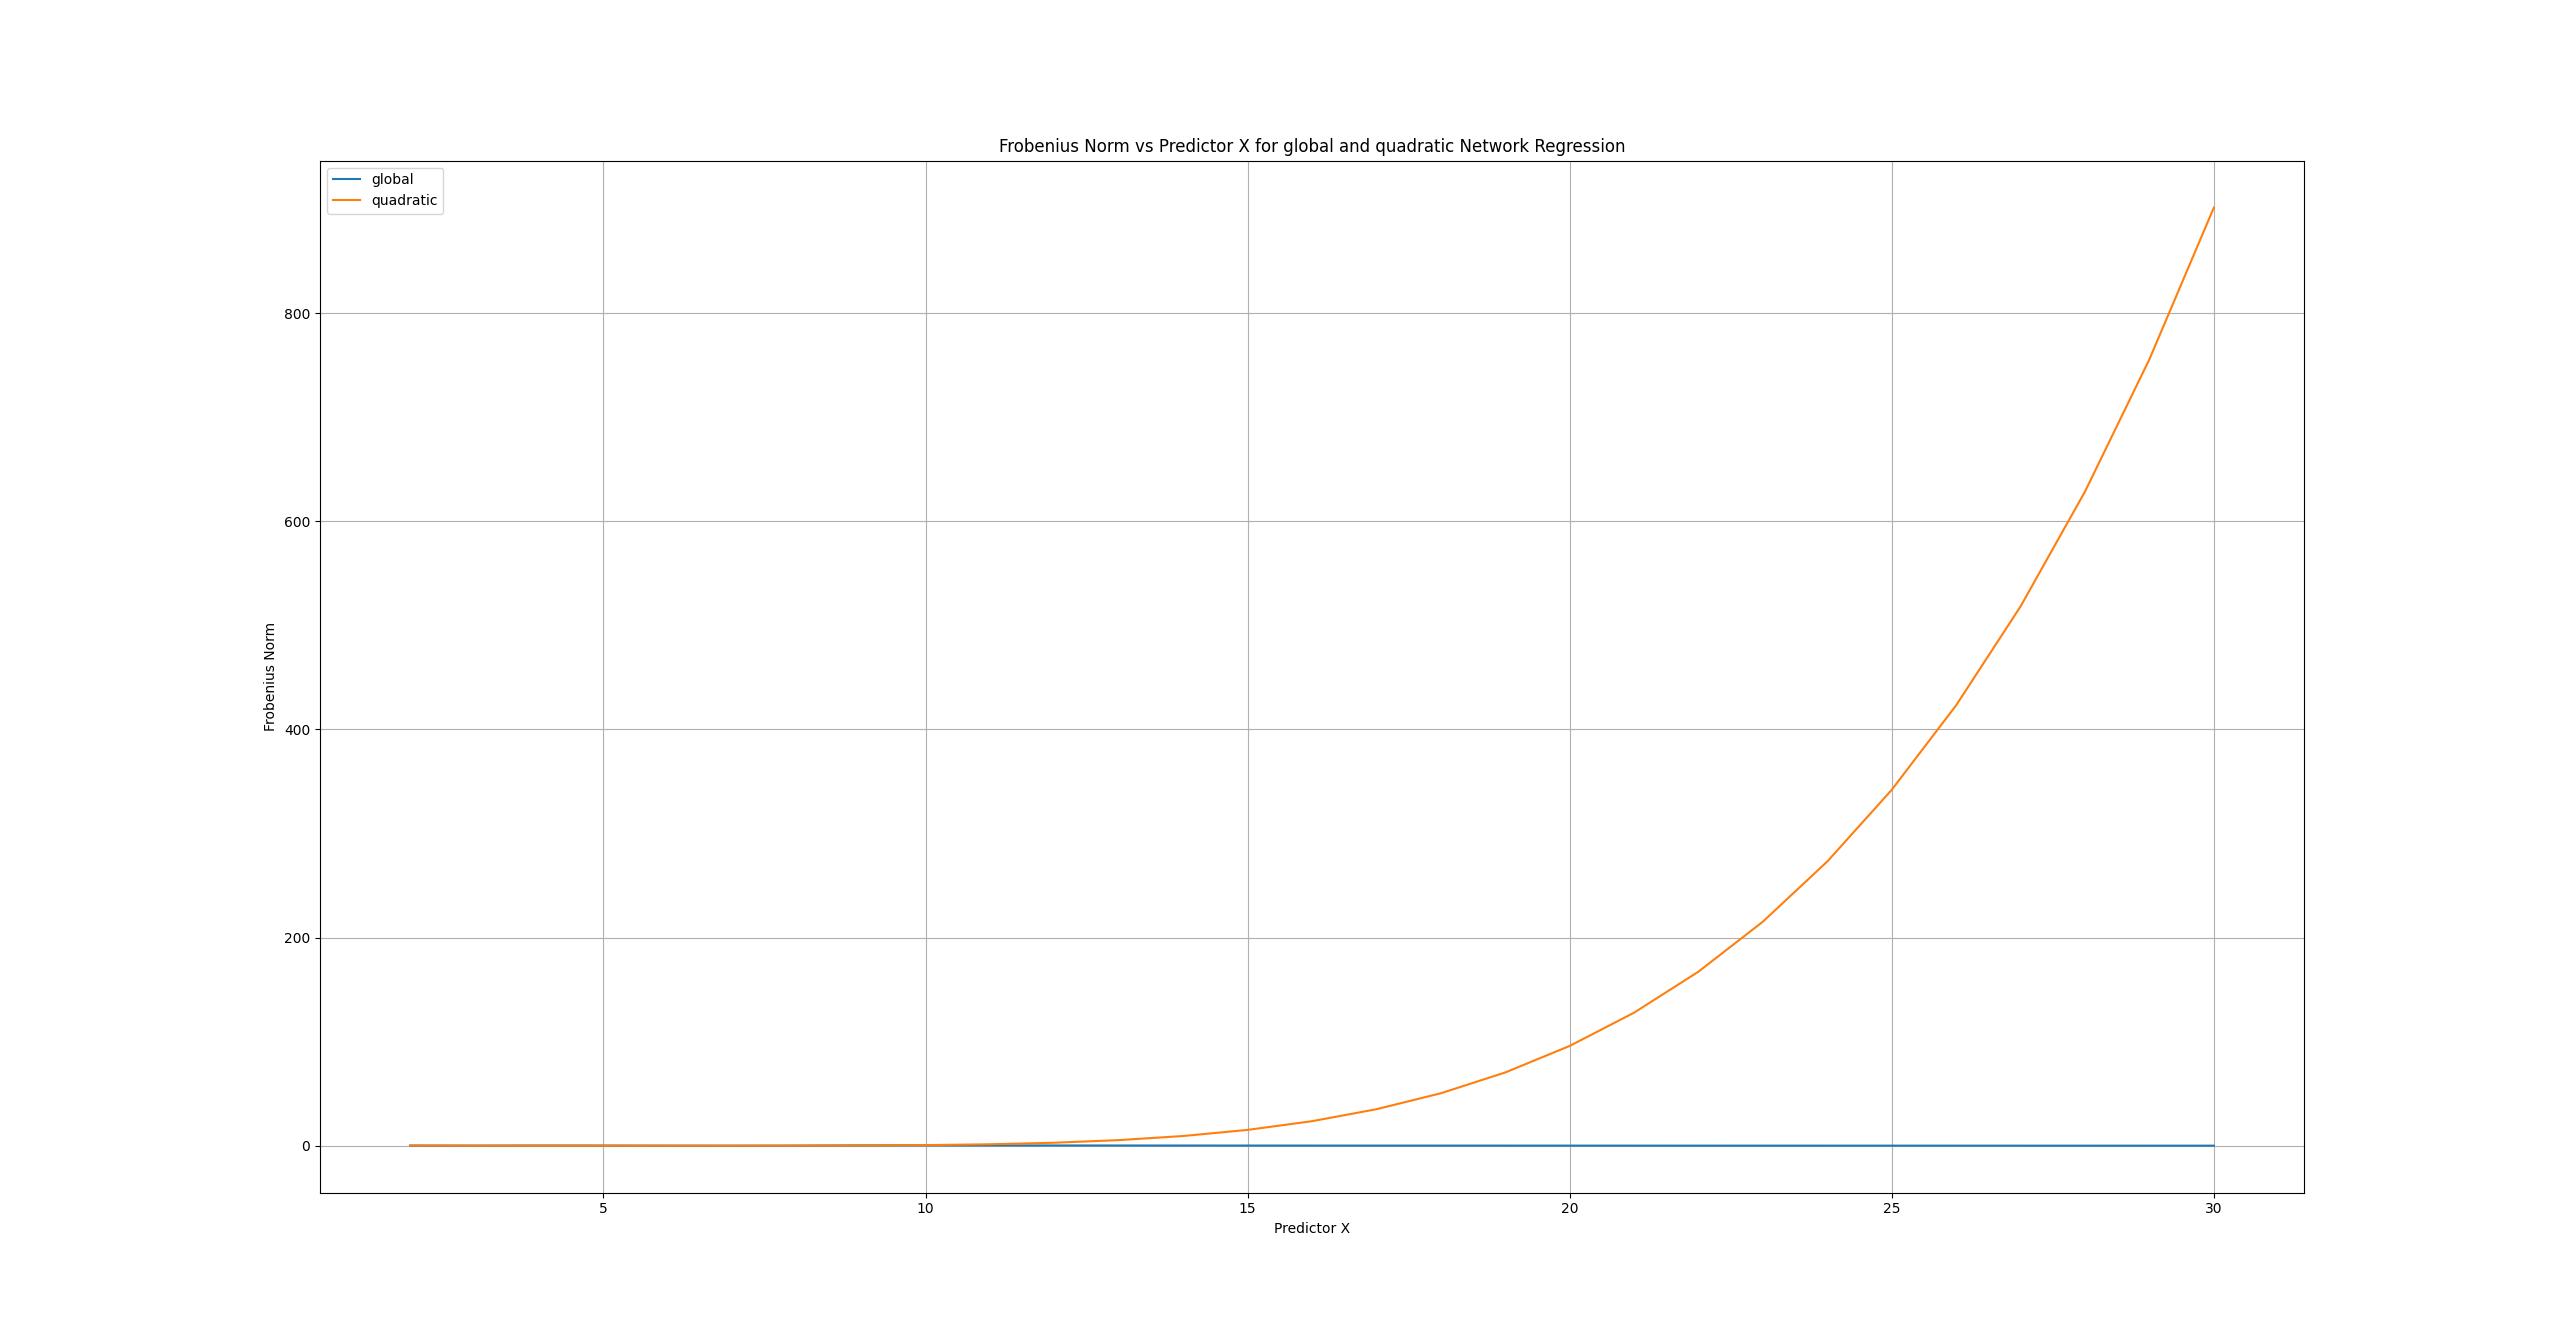 Frobenius Norm vs Predictor X for global and quadratic Network Regression
global
quadratic
800
600
400
200
0
Frobenius Norm
5 10 15 20 25 30
Predictor X